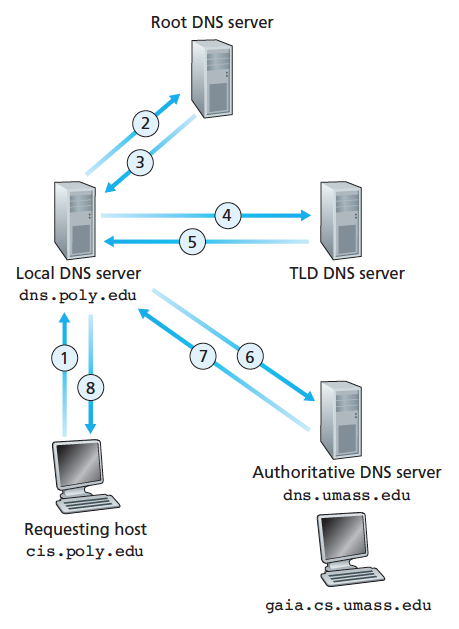 Root DNS server
2
3
4
5
Local DNS server
dns.poly.edu
TLD DNS server
1
8
7
6
Authoritative DNS server
dns.umass.edu
Requesting host
cis.poly.edu
gaia.cs.umass.edu